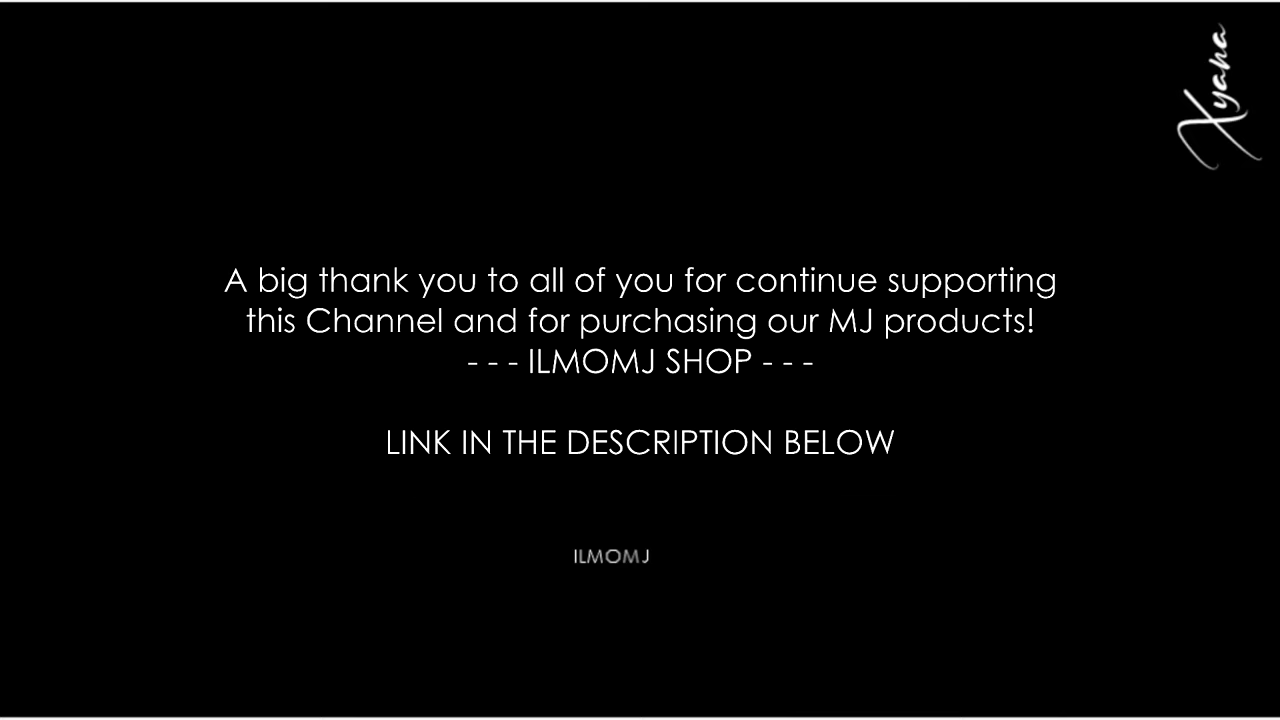 Xyana
A big thank you to all of you for continue supporting
this Channel and for purchasing our MJ products!
- - - ILMOMJ SHOP - - -
LINK IN THE DESCRIPTION BELOW
ILMOMJ